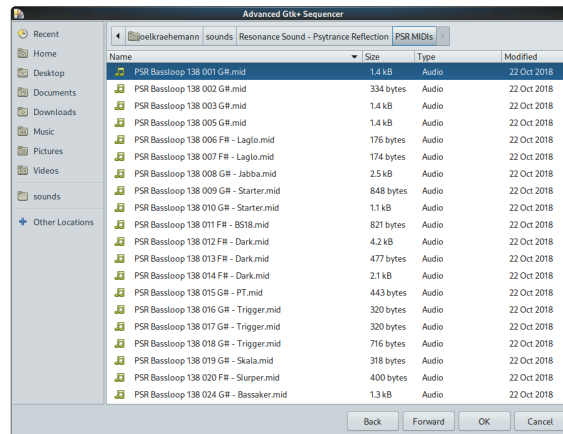 Advanced Gtk+ Sequencer
Recent
Home
Desktop
Documents
Downloads
Music
Pictures
Videos
sounds
Other Locations
joelkraehemann sounds Resonance Sound - Psytrance Reflection PSR MIDIs
Name Size Type Modified
PSR Bassloop 138 001 G#.mid 1.4 kB Audio 22 Oct 2018
PSR Bassloop 138 002 G#.mid 334 bytes Audio 22 Oct 2018
PSR Bassloop 138 003 G#.mid 1.4 kB Audio 22 Oct 2018
PSR Bassloop 138 005 G#.mid 1.4 kB Audio 22 Oct 2018
PSR Bassloop 138 006 F# - Laglo.mid 176 bytes Audio 22 Oct 2018
PSR Bassloop 138 007 F# - Laglo.mid 174 bytes Audio 22 Oct 2018
PSR Bassloop 138 008 G# - Jabba.mid 2.5 kB Audio 22 Oct 2018
PSR Bassloop 138 009 G# - Starter.mid 848 bytes Audio 22 Oct 2018
PSR Bassloop 138 010 G# - Starter.mid 1.1 kB Audio 22 Oct 2018
PSR Bassloop 138 011 F# - BS18.mid 821 bytes Audio 22 Oct 2018
PSR Bassloop 138 012 F# - Dark.mid 4.2 kB Audio 22 Oct 2018
PSR Bassloop 138 013 F# - Dark.mid 477 bytes Audio 22 Oct 2018
PSR Bassloop 138 014 F# - Dark.mid 2.1 kB Audio 22 Oct 2018
PSR Bassloop 138 015 G# - PT.mid 443 bytes Audio 22 Oct 2018
PSR Bassloop 138 016 G# - Trigger.mid 320 bytes Audio 22 Oct 2018
PSR Bassloop 138 017 G# - Trigger.mid 320 bytes Audio 22 Oct 2018
PSR Bassloop 138 018 G# - Trigger.mid 716 bytes Audio 22 Oct 2018
PSR Bassloop 138 019 G# - Skala.mid 318 bytes Audio 22 Oct 2018
PSR Bassloop 138 020 F# - Slurper.mid 400 bytes Audio 22 Oct 2018
PSR Bassloop 138 024 G# - Bassaker.mid 1.3 kB Audio 22 Oct 2018
Back Forward OK Cancel